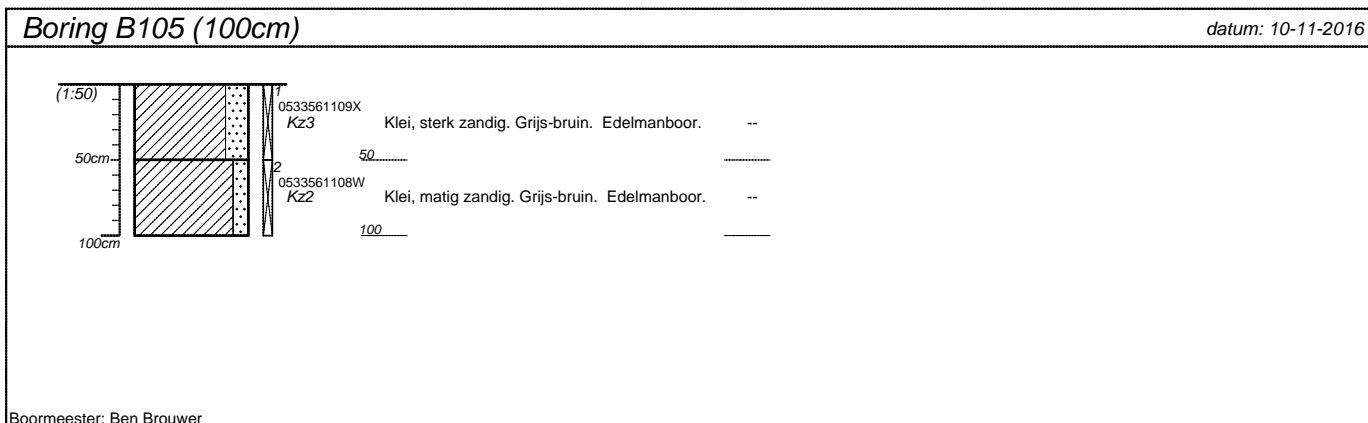 Boring B105 (100cm) datum: 10-11-2016
(1:50)
1
0533561109X
Kz3 Klei, sterk zandig. Grijs-bruin. Edelmanboor. --
50cm 50
2
0533561108W
Kz2 Klei, matig zandig. Grijs-bruin. Edelmanboor. --
100cm 100
Boormeester: Ben Brouwer